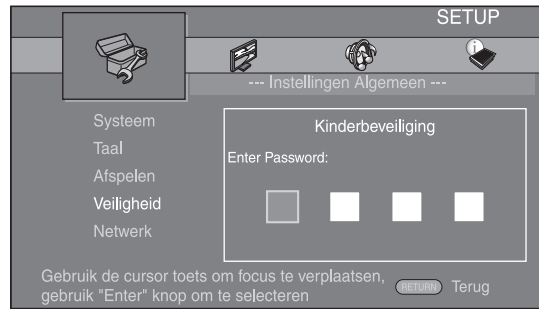 SETUP
--- Instellingen Algemeen ---
Systeem
Taal
Afspelen
Veiligheid
Netwerk
Kinderbeveiliging
Enter Password:
Gebruik de cursor toets om focus te verplaatsen,
gebruik "Enter" knop om te selecteren
RETURN Terug